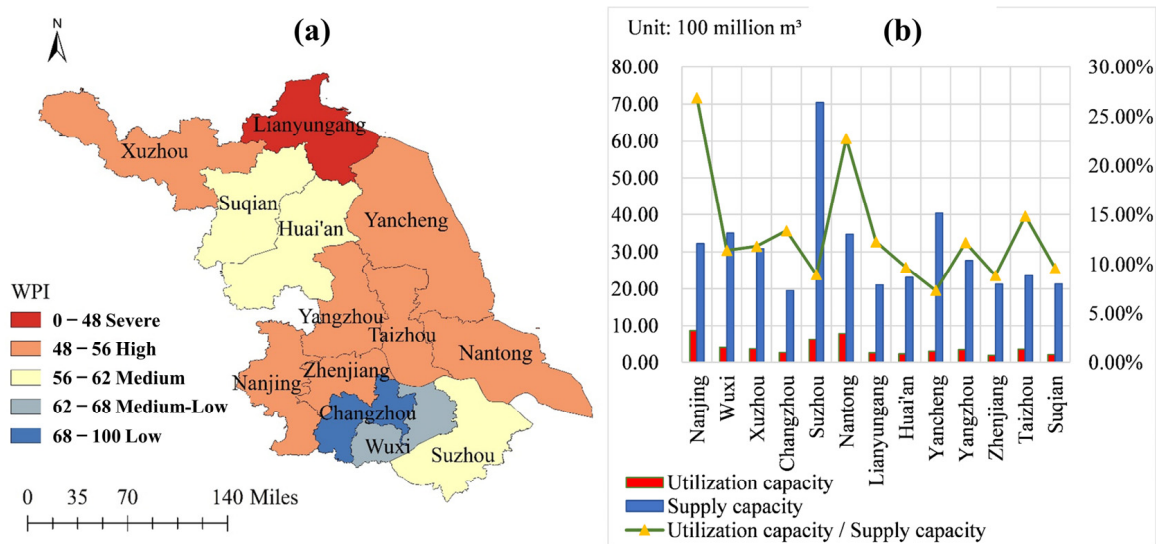 N
(a)
Lianyungang
Xuzhou
Suqian
Huai'an
Yancheng
Yangzhou
Taizhou
Nantong
Zhenjiang
Nanjing
Changzhou
Wuxi
Suzhou
WPI
0 – 48 Severe
48 – 56 High
56 – 62 Medium
62 – 68 Medium-Low
68 – 100 Low
0 35 70 140 Miles
Unit: 100 million m³
(b)
80.00
70.00
60.00
50.00
40.00
30.00
20.00
10.00
0.00
30.00%
25.00%
20.00%
15.00%
10.00%
5.00%
0.00%
Nanjing
Wuxi
Xuzhou
Changzhou
Suzhou
Nantong
Lianyungang
Huai'an
Yancheng
Yangzhou
Zhenjiang
Taizhou
Suqian
Utilization capacity
Supply capacity
Utilization capacity / Supply capacity